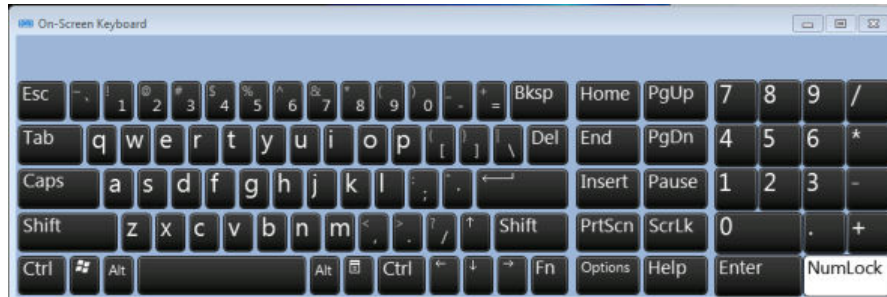 On-Screen Keyboard
Esc ~ ` ! 1 @ 2 # 3 $ 4 % 5 ^ 6 & 7 * 8 ( 9 ) 0 _ - + = Bksp Home PgUp 7 8 9 /
Tab q w e r t y u i o p { [ } ] | \ Del End PgDn 4 5 6 *
Caps a s d f g h j k l : ; " ' Insert Pause 1 2 3 -
Shift z x c v b n m < , > . ? / ↑ Shift PrtScn ScrLk 0 . +
Ctrl Alt Alt Ctrl ← ↓ → Fn Options Help Enter NumLock